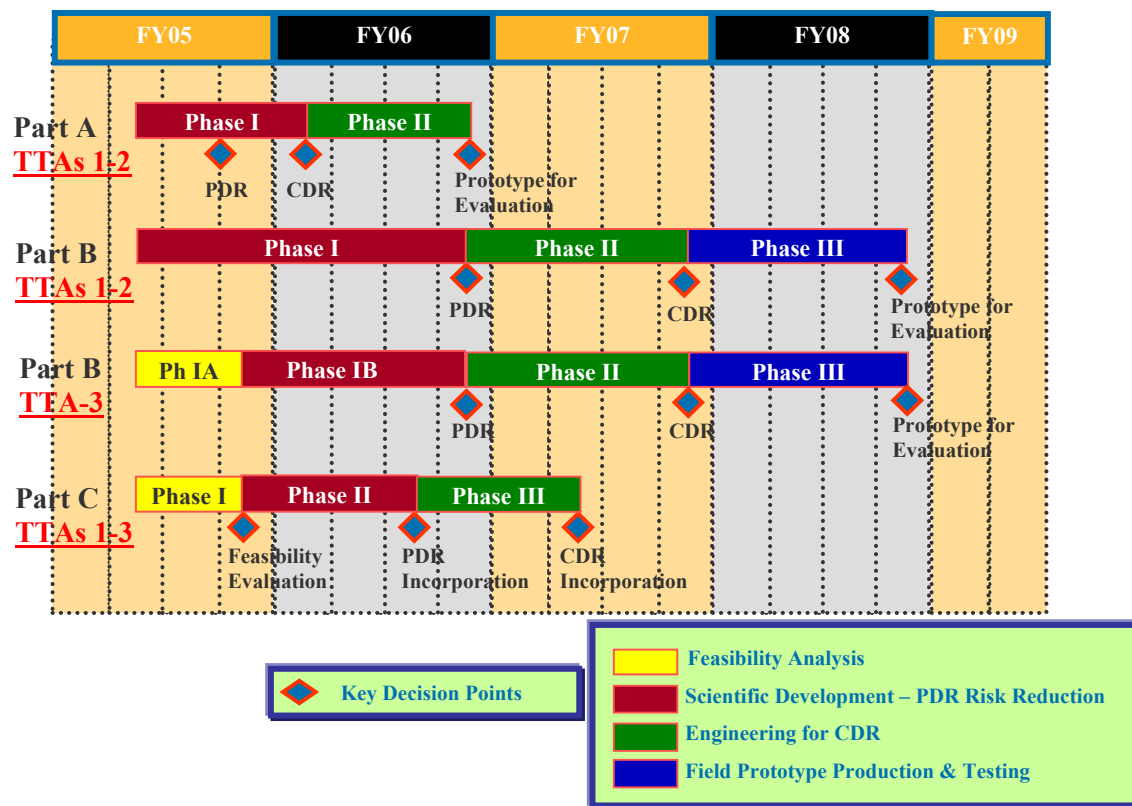 FY05 FY06 FY07 FY08 FY09
Part A
TTAs 1-2
Phase I Phase II
PDR CDR Prototype for
Evaluation
Part B
TTAs 1-2
Phase I Phase II Phase III
PDR CDR Prototype for
Evaluation
Part B
TTA-3
Ph IA Phase IB Phase II Phase III
PDR CDR Prototype for
Evaluation
Part C
TTAs 1-3
Phase I Phase II Phase III
Feasibility PDR CDR
Evaluation Incorporation Incorporation
Key Decision Points
Feasibility Analysis
Scientific Development – PDR Risk Reduction
Engineering for CDR
Field Prototype Production & Testing